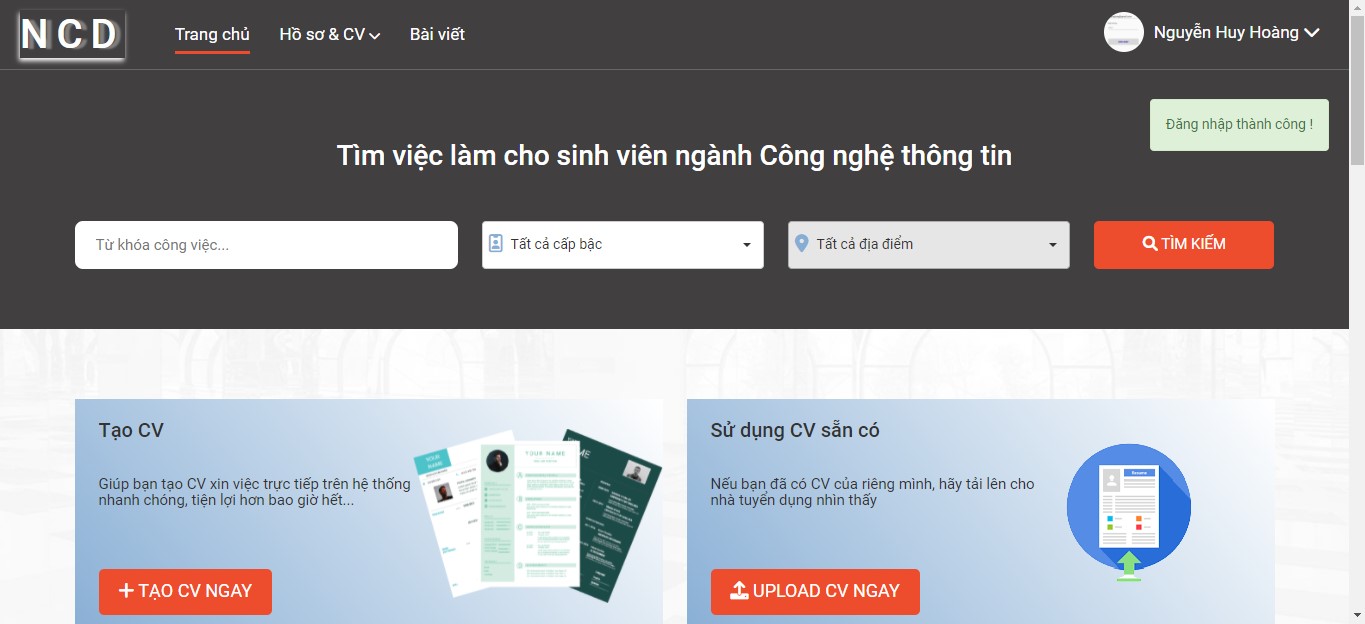 NCD
Trang chủ
Hồ sơ & CV
Bài viết
Nguyễn Huy Hoàng
Đăng nhập thành công !
Tìm việc làm cho sinh viên ngành Công nghệ thông tin
Từ khóa công việc...
Tất cả cấp bậc
Tất cả địa điểm
TÌM KIẾM
Tạo CV
Giúp bạn tạo CV xin việc trực tiếp trên hệ thống
nhanh chóng, tiện lợi hơn bao giờ hết...
YOUR
NAME
YOUR NAME
ME
TẠO CV NGAY
Sử dụng CV sẵn có
Nếu bạn đã có CV của riêng mình, hãy tải lên cho
nhà tuyển dụng nhìn thấy
Resume
UPLOAD CV NGAY